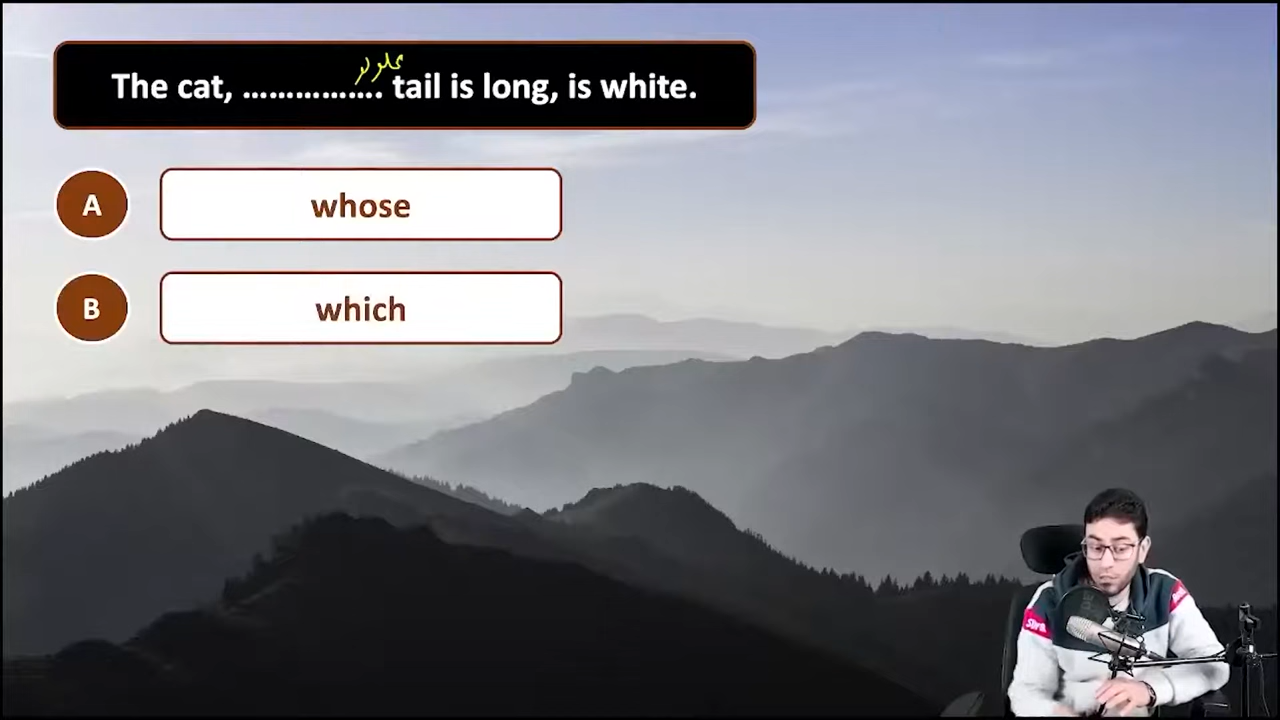 The cat, ……………. tail is long, is white.
A
whose
B
which